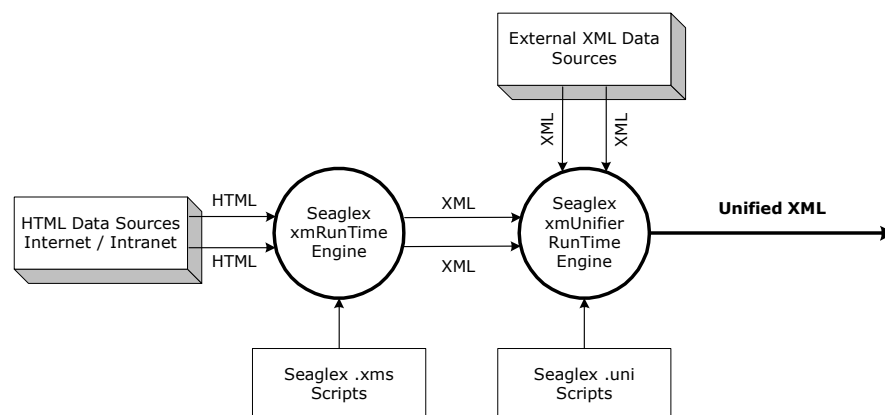 External XML Data
Sources
XML
XML
HTML Data Sources
Internet / Intranet
HTML
HTML
Seaglex
xmRunTime
Engine
XML
XML
Seaglex
xmUnifier
RunTime
Engine
Unified XML
Seaglex .xms
Scripts
Seaglex .uni
Scripts